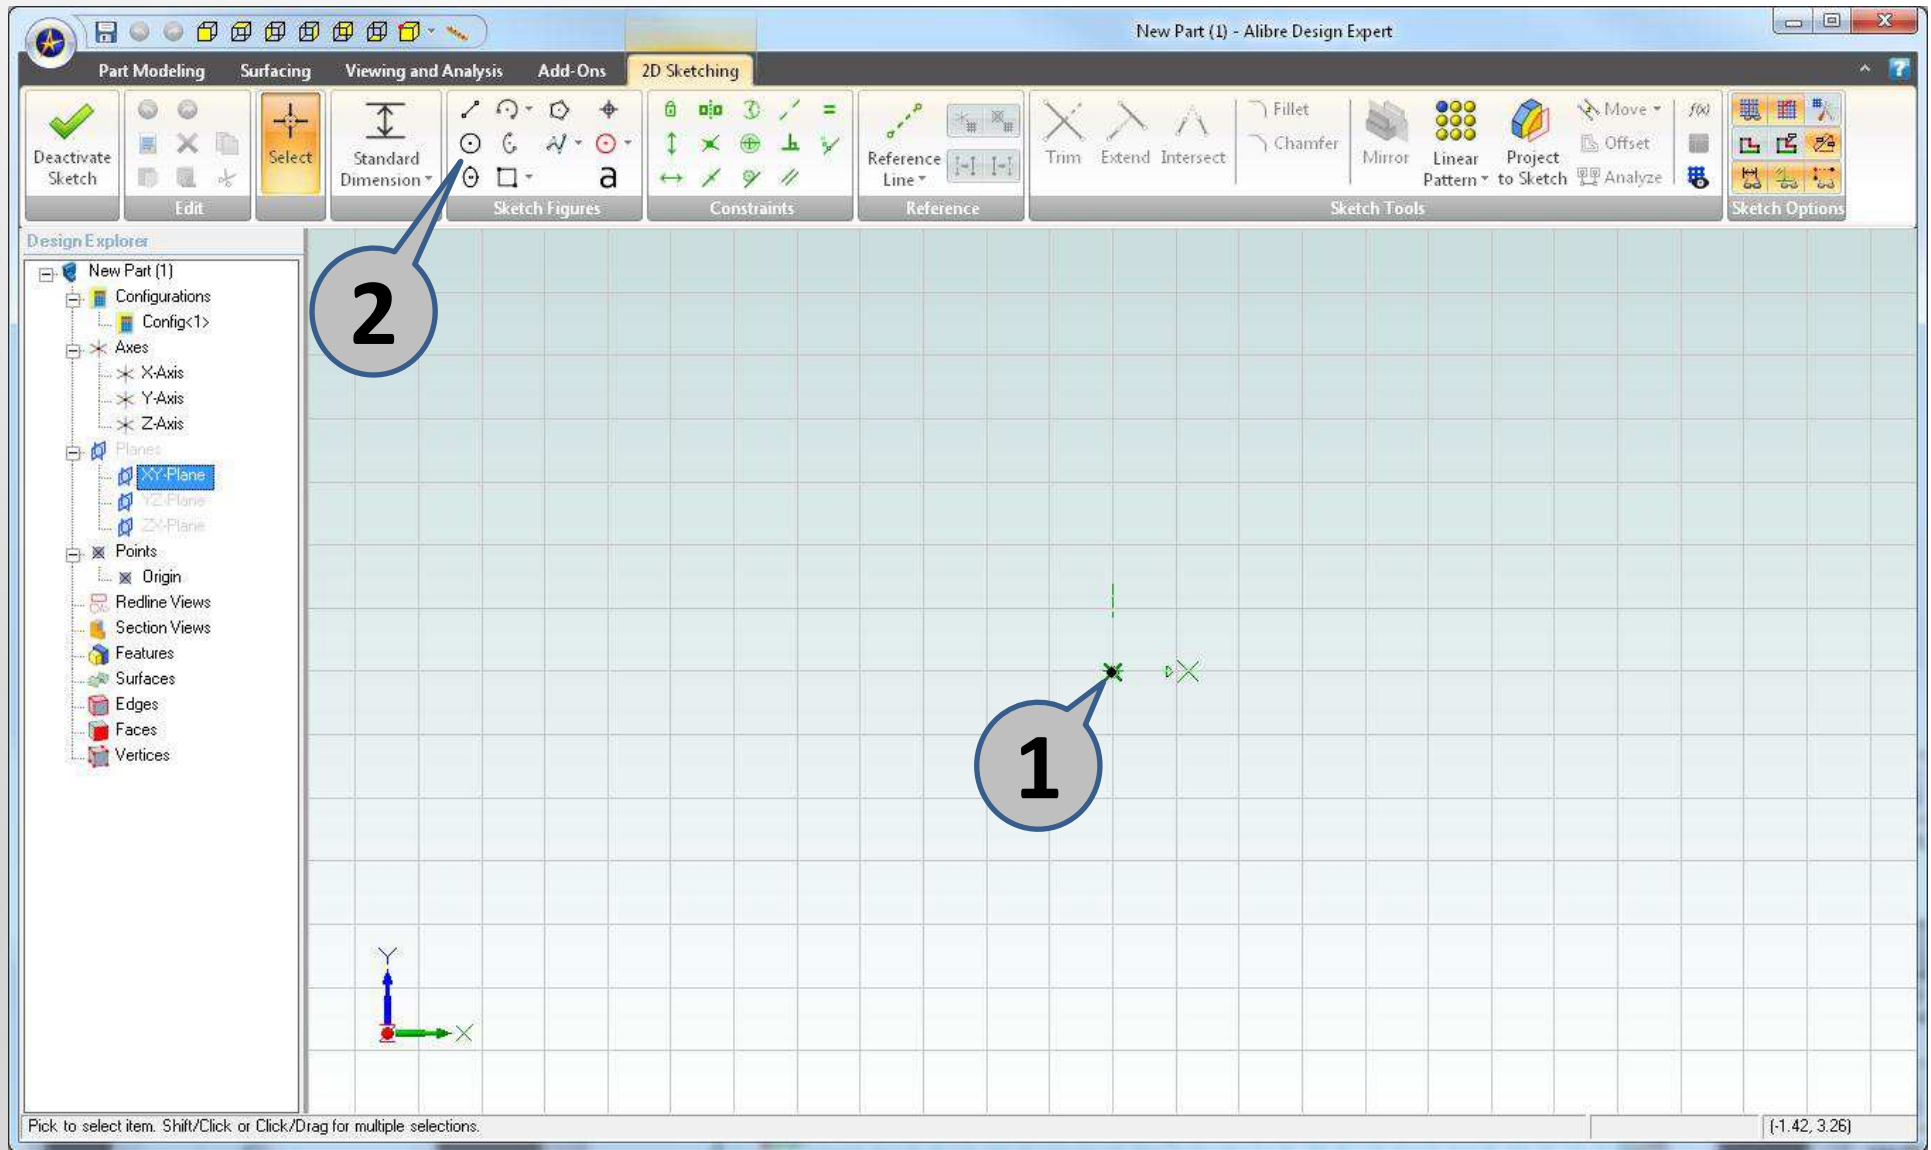 New Part (1) - Alibre Design Expert
Part Modeling Surfacing Viewing and Analysis Add-Ons 2D Sketching
Deactivate Sketch
Edit
Select
Standard Dimension
a
Sketch Figures
Constraints
Reference Line
Reference
Trim Extend Intersect
Fillet
Chamfer
Mirror
Linear Pattern
Project to Sketch
Move
Offset
Analyze
f(x)
Sketch Tools
Sketch Options
Design Explorer
New Part (1)
Configurations
Config<1>
Axes
X-Axis
Y-Axis
Z-Axis
Planes
XY-Plane
YZ-Plane
ZX-Plane
Points
Origin
Redline Views
Section Views
Features
Surfaces
Edges
Faces
Vertices
2
1
X
Y
X
Z
Pick to select item. Shift/Click or Click/Drag for multiple selections.
(-1.42, 3.26)